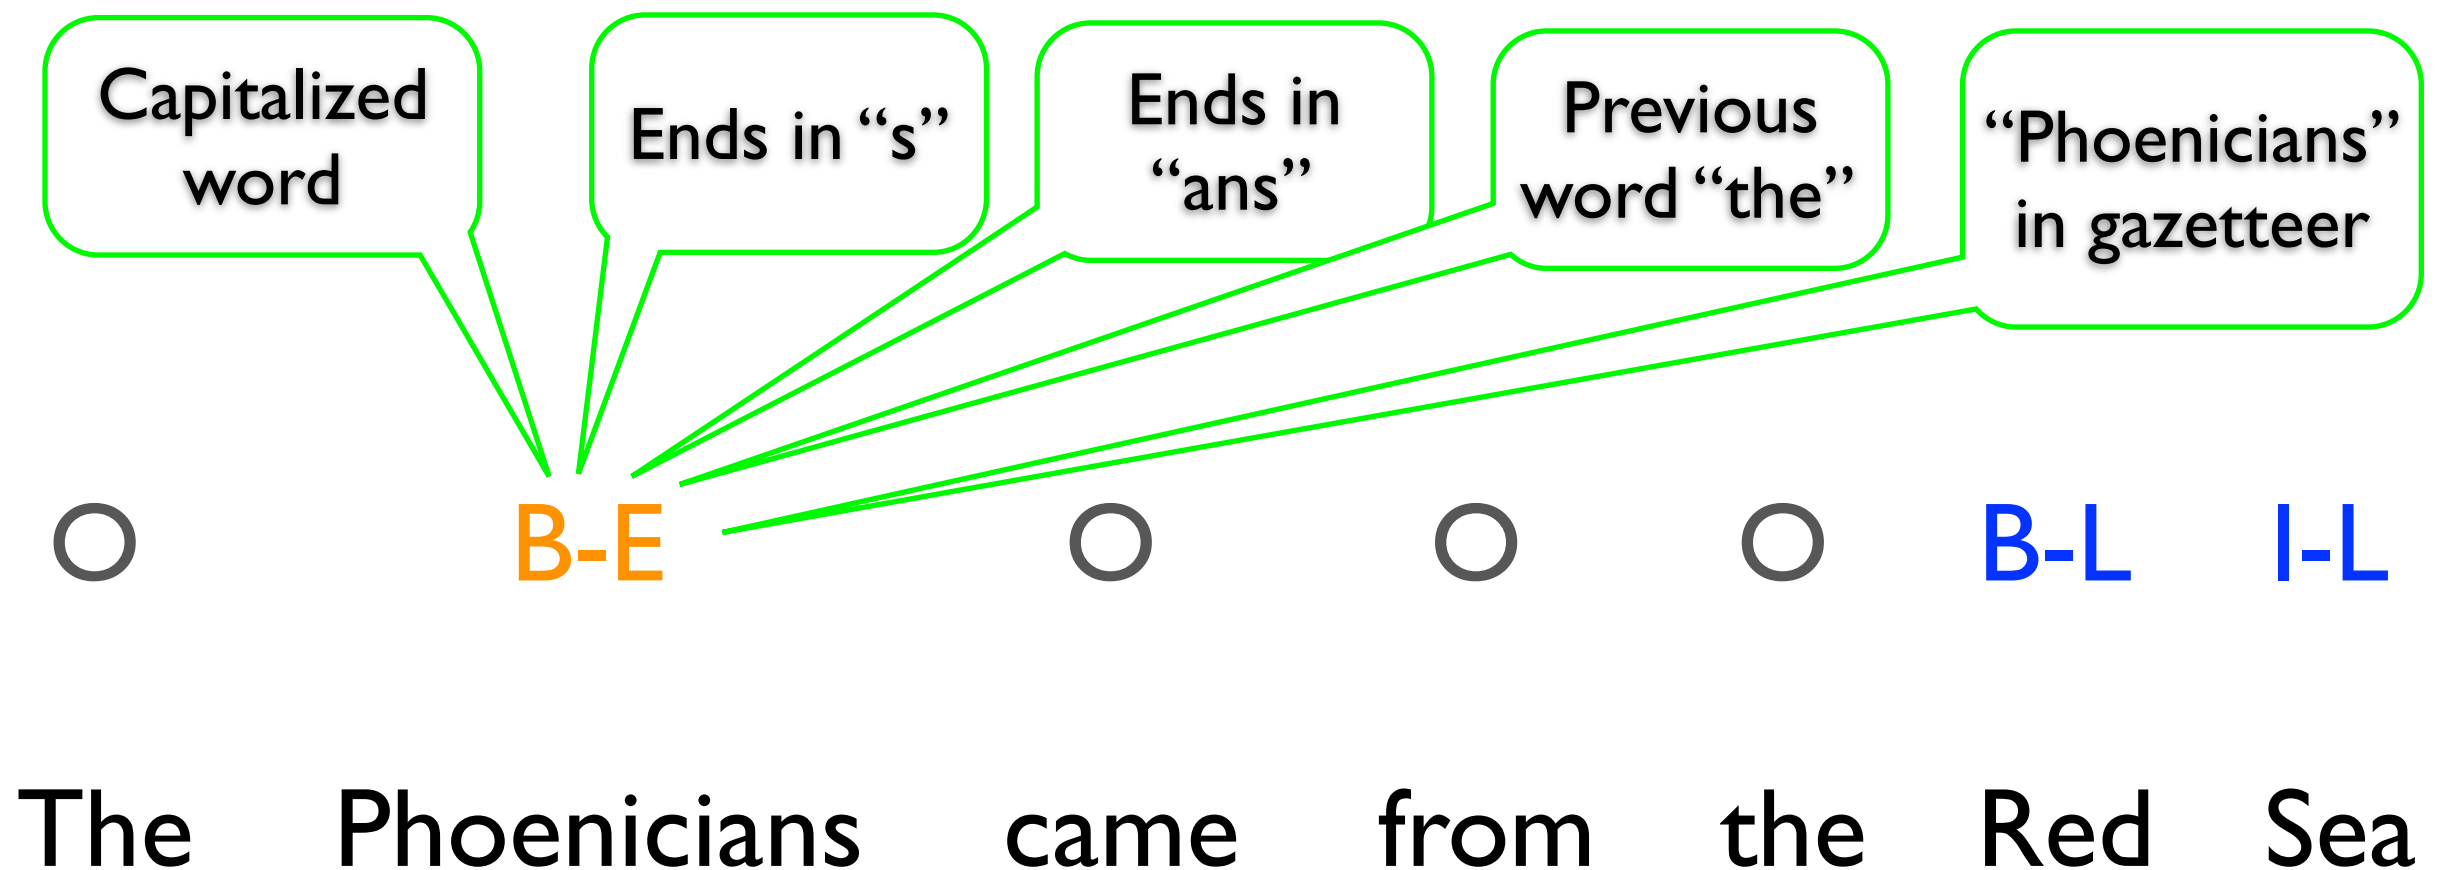 Capitalized
word
Ends in “s”
Ends in
“ans”
Previous
word “the”
“Phoenicians”
in gazetteer
O B-E O O O B-L I-L
The Phoenicians came from the Red Sea